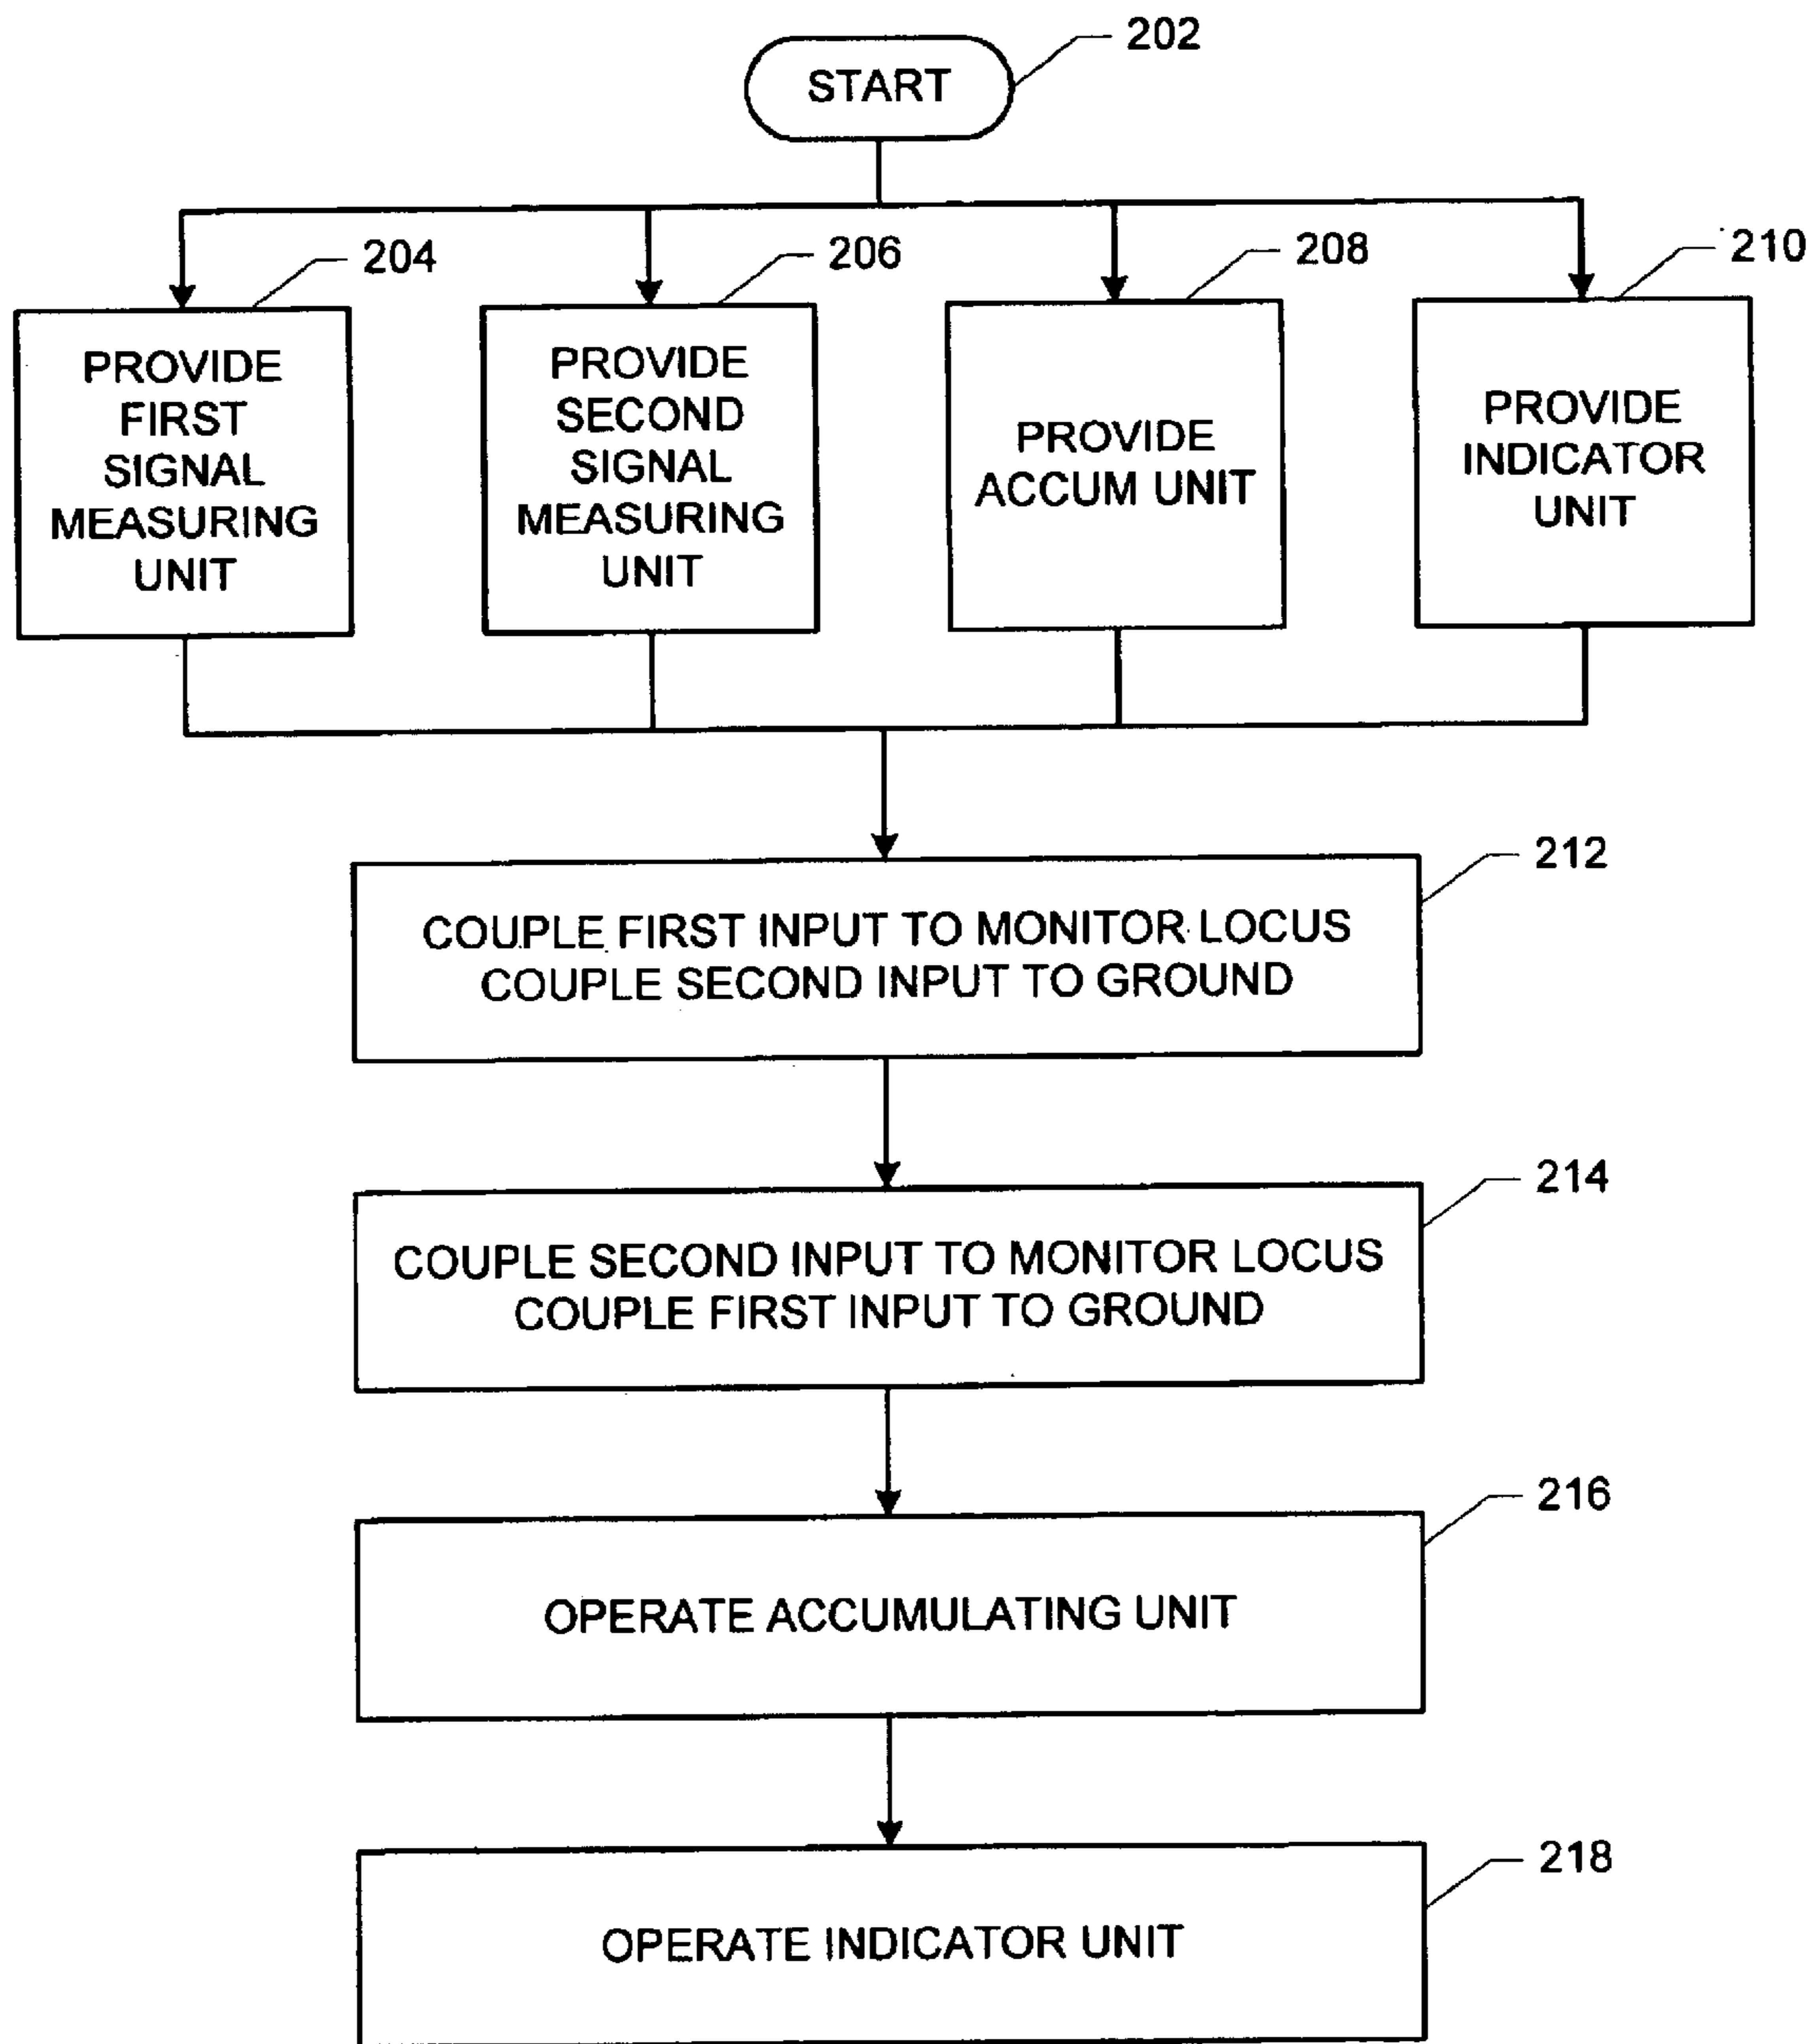 202
START
204
206
208
210
PROVIDE
FIRST
SIGNAL
MEASURING
UNIT
PROVIDE
SECOND
SIGNAL
MEASURING
UNIT
PROVIDE
ACCUM UNIT
PROVIDE
INDICATOR
UNIT
212
COUPLE FIRST INPUT TO MONITOR LOCUS
COUPLE SECOND INPUT TO GROUND
214
COUPLE SECOND INPUT TO MONITOR LOCUS
COUPLE FIRST INPUT TO GROUND
216
OPERATE ACCUMULATING UNIT
218
OPERATE INDICATOR UNIT